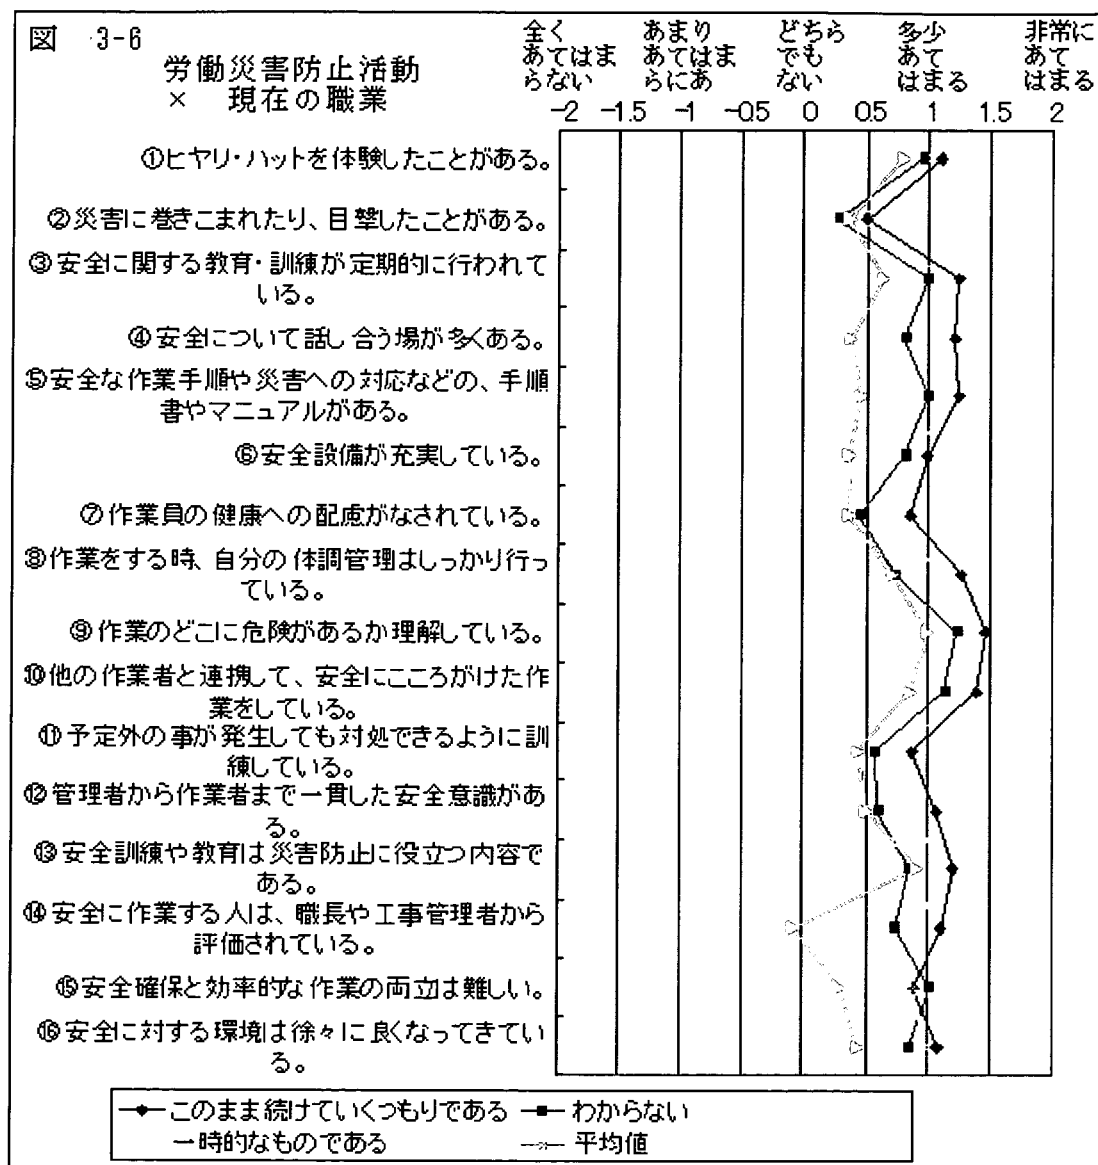 図 3-6
労働災害防止活動
× 現在の職業
全く
あてはま
らない
あまり
あてはま
らにあ
どちら
でも
ない
多少
あて
はまる
非常に
あて
はまる
-2 -1.5 -1 -0.5 0 0.5 1 1.5 2
①ヒヤリ・ハットを体験したことがある。
②災害に巻きこまれたり、目撃したことがある。
③安全に関する教育・訓練が定期的に行われて
いる。
④安全について話し合う場が多くある。
⑤安全な作業手順や災害への対応などの、手順
書やマニュアルがある。
⑥安全設備が充実している。
⑦作業員の健康への配慮がなされている。
⑧作業をする時、自分の体調管理はしっかり行っ
ている。
⑨作業のどこに危険があるか理解している。
⑩他の作業者と連携して、安全にこころがけた作
業をしている。
⑪予定外の事が発生しても対処できるように訓
練している。
⑫管理者から作業者まで一貫した安全意識があ
る。
⑬安全訓練や教育は災害防止に役立つ内容で
ある。
⑭安全に作業する人は、職長や工事管理者から
評価されている。
⑮安全確保と効率的な作業の両立は難しい。
⑯安全に対する環境は徐々に良くなってきてい
る。
このまま続けていくつもりである わからない
一時的なものである 平均値